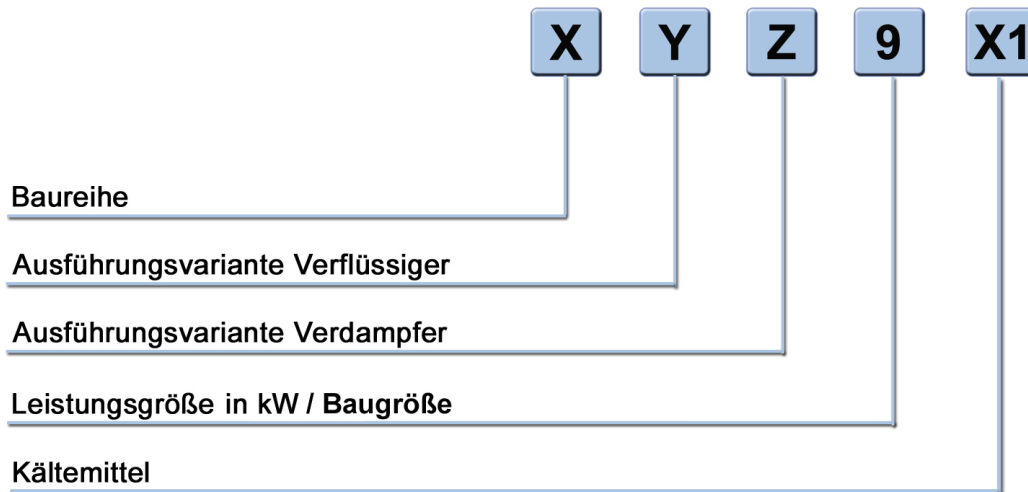 X Y Z 9 X1
Baureihe
Ausführungsvariante Verflüssiger
Ausführungsvariante Verdampfer
Leistungsgröße in kW / Baugröße
Kältemittel